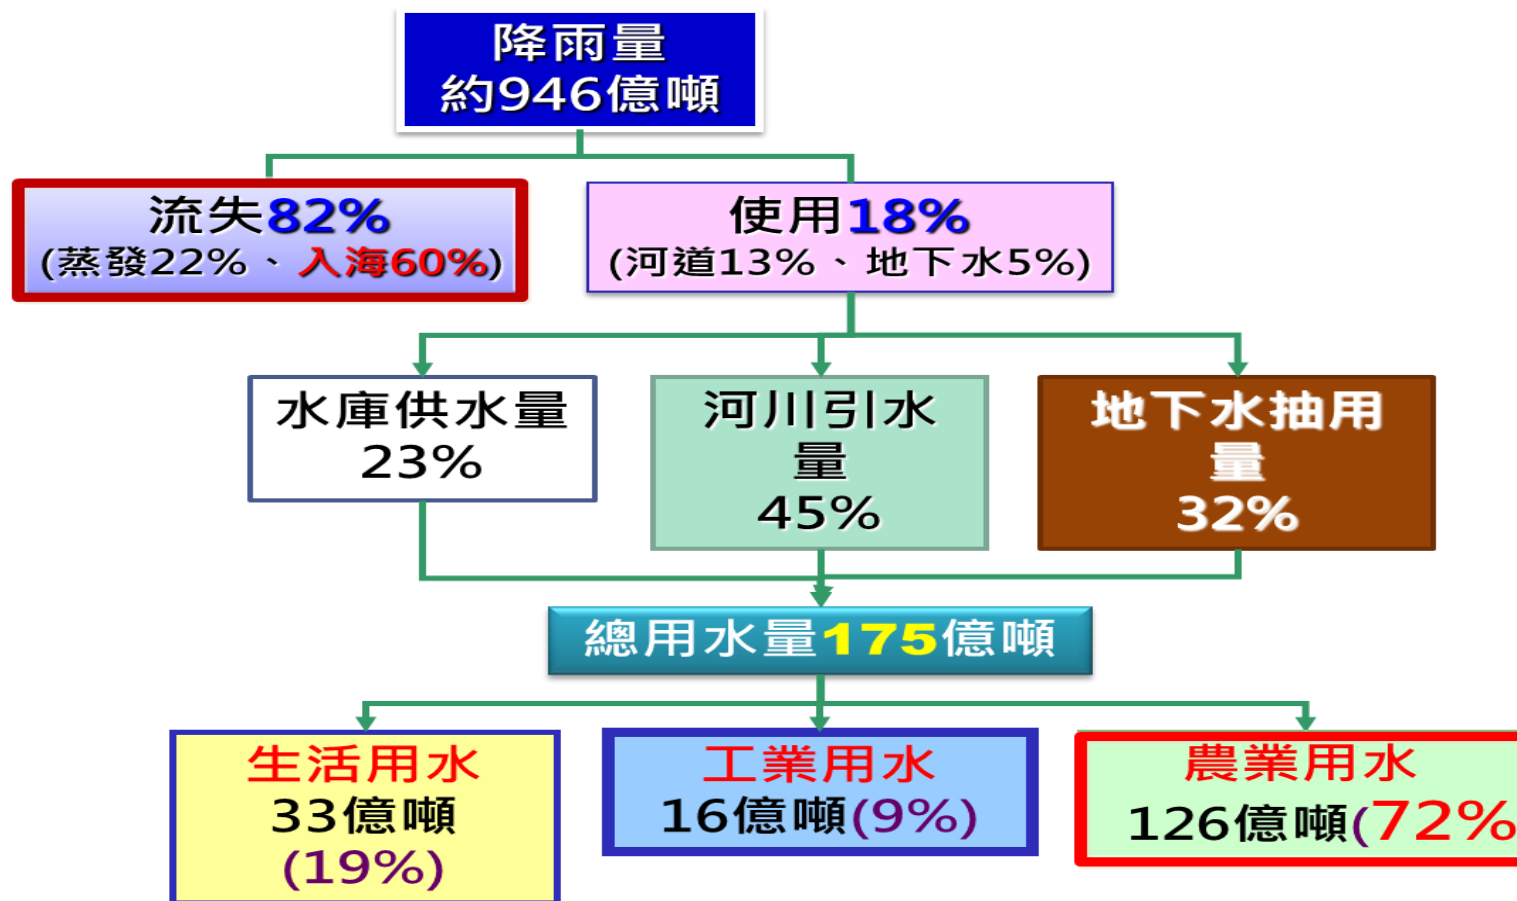 降雨量
約946億噸
流失82%
(蒸發22%、入海60%)
使用18%
(河道13%、地下水5%)
水庫供水量
23%
河川引水
量
45%
地下水抽用
量
32%
總用水量175億噸
生活用水
33億噸
(19%)
工業用水
16億噸(9%)
農業用水
126億噸(72%